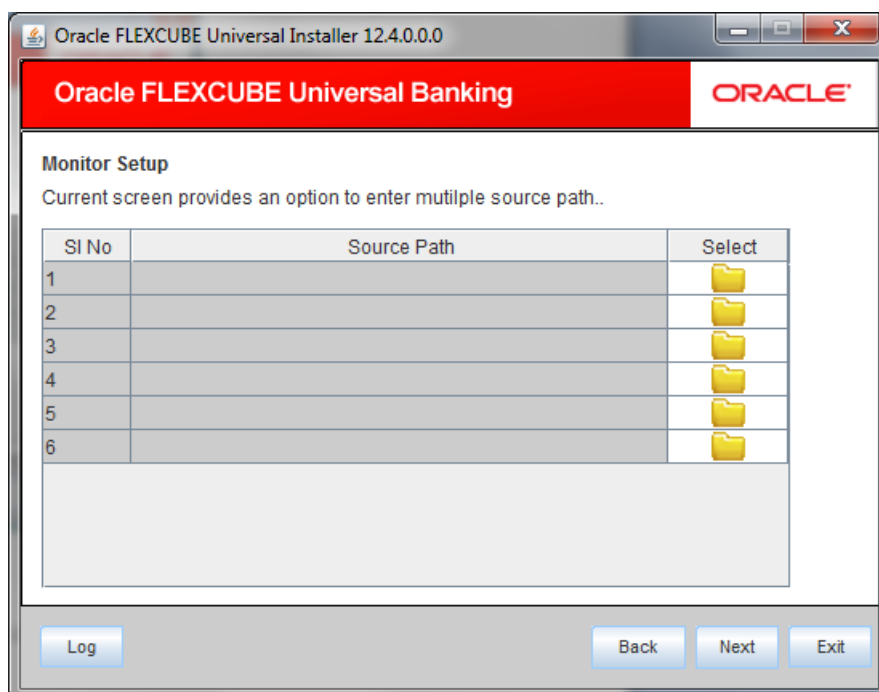 Oracle FLEXCUBE Universal Installer 12.4.0.0.0
Oracle FLEXCUBE Universal Banking
ORACLE
Monitor Setup
Current screen provides an option to enter mutilple source path..
SI No Source Path Select
1
2
3
4
5
6
Log Back Next Exit